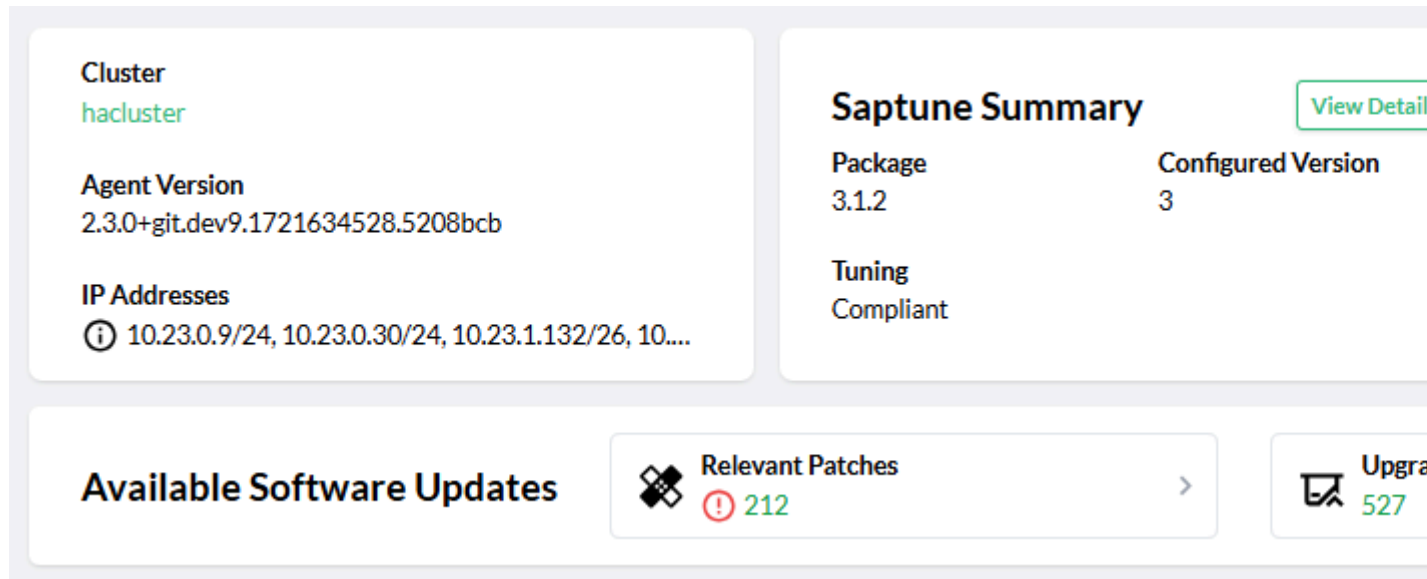 Cluster
hacluster
Agent Version
2.3.0+git.dev9.1721634528.5208bcb
IP Addresses
10.23.0.9/24, 10.23.0.30/24, 10.23.1.132/26, 10....
Saptune Summary
View Detail
Package
Configured Version
3.1.2
3
Tuning
Compliant
Available Software Updates
Relevant Patches
212
Upgra
527